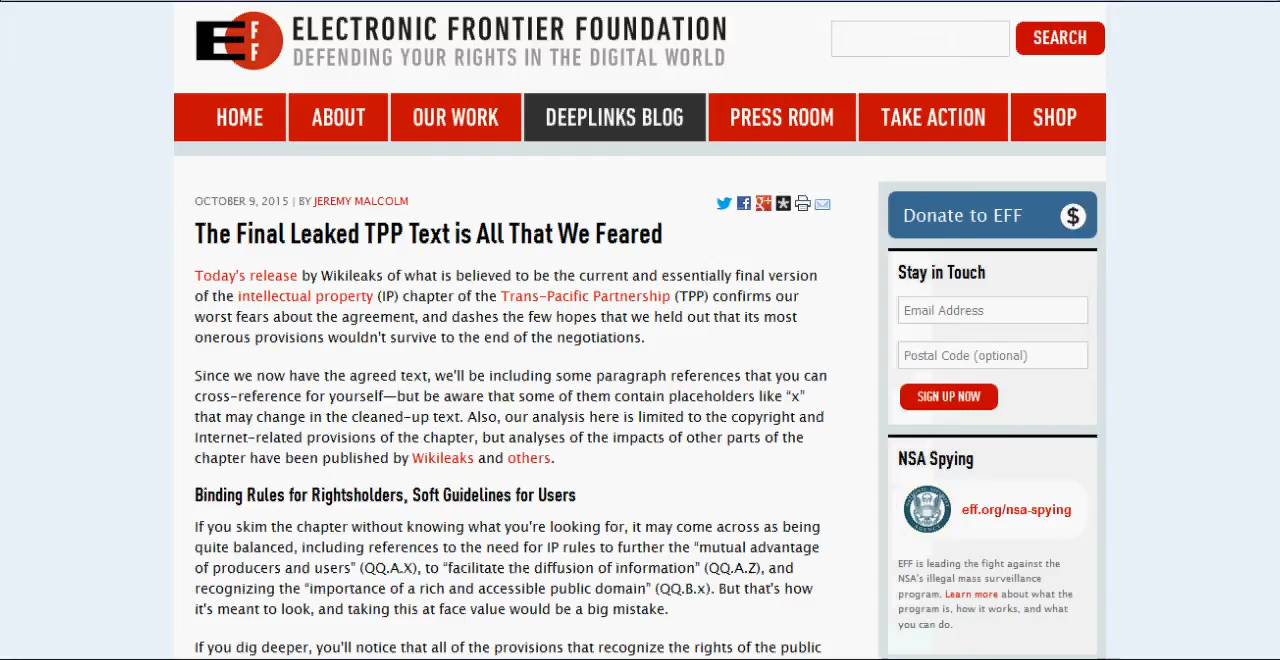 ELECTRONIC FRONTIER FOUNDATION
DEFENDING YOUR RIGHTS IN THE DIGITAL WORLD
SEARCH
HOME
ABOUT
OUR WORK
DEEPLINKS BLOG
PRESS ROOM
TAKE ACTION
SHOP
OCTOBER 9, 2015 | BY JEREMY MALCOLM
The Final Leaked TPP Text is All That We Feared
Today's release by Wikileaks of what is believed to be the current and essentially final version
of the intellectual property (IP) chapter of the Trans-Pacific Partnership (TPP) confirms our
worst fears about the agreement, and dashes the few hopes that we held out that its most
onerous provisions wouldn't survive to the end of the negotiations.
Since we now have the agreed text, we'll be including some paragraph references that you can
cross-reference for yourself—but be aware that some of them contain placeholders like “x”
that may change in the cleaned-up text. Also, our analysis here is limited to the copyright and
Internet-related provisions of the chapter, but analyses of the impacts of other parts of the
chapter have been published by Wikileaks and others.
Binding Rules for Rightsholders, Soft Guidelines for Users
If you skim the chapter without knowing what you're looking for, it may come across as being
quite balanced, including references to the need for IP rules to further the “mutual advantage
of producers and users” (QQ.A.X), to “facilitate the diffusion of information” (QQ.A.Z), and
recognizing the “importance of a rich and accessible public domain” (QQ.B.x). But that's how
it's meant to look, and taking this at face value would be a big mistake.
If you dig deeper, you'll notice that all of the provisions that recognize the rights of the public
Donate to EFF
$
Stay in Touch
Email Address
Postal Code (optional)
SIGN UP NOW
NSA Spying
eff.org/nsa-spying
EFF is leading the fight against the
NSA's illegal mass surveillance
program. Learn more about what the
program is, how it works, and what
you can do.